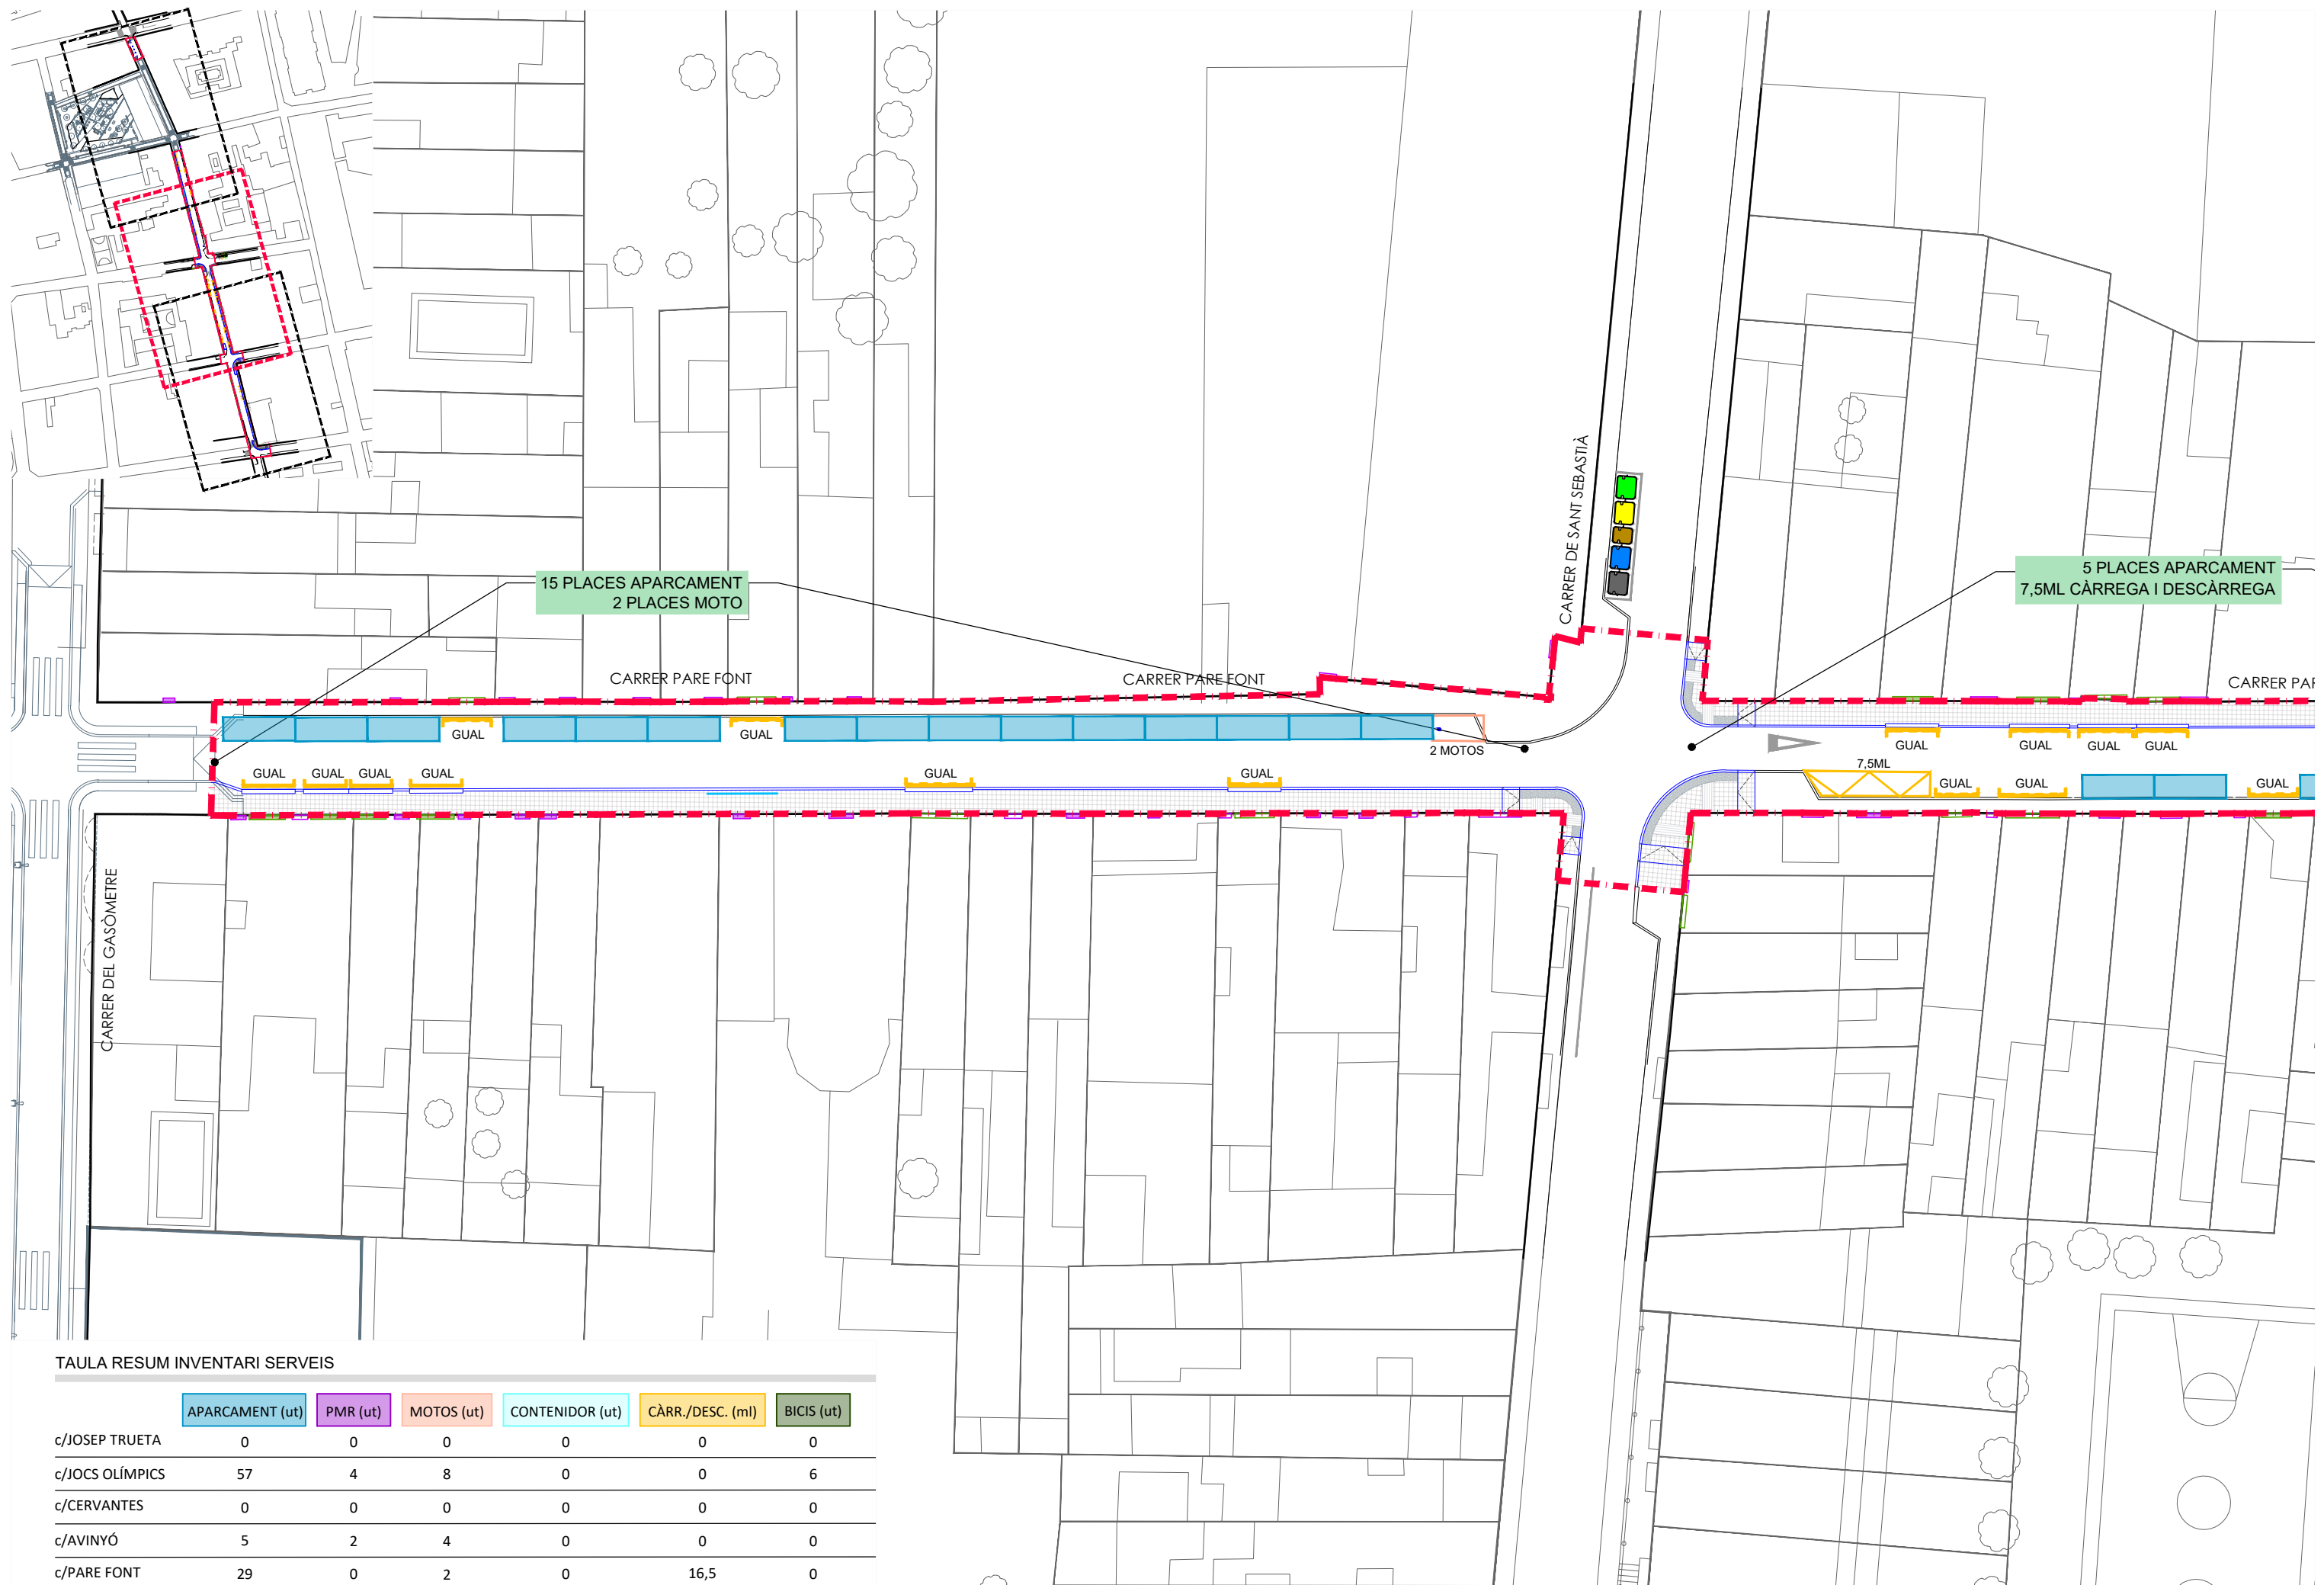 CARRER DE SANT SEBASTIÀ
15 PLACES APARCAMENT
2 PLACES MOTO
5 PLACES APARCAMENT
7,5ML CÀRREGA I DESCÀRREGA
CARRER PARE FONT
CARRER PARE FONT
CARRER PAR
GUAL
GUAL
2 MOTOS
GUAL
GUAL
GUAL
GUAL
7,5ML
GUAL
GUAL
GUAL
GUAL
GUAL
GUAL
GUAL
GUAL
GUAL
CARRER DEL GASÒMETRE
TAULA RESUM INVENTARI SERVEIS
APARCAMENT (ut) PMR (ut) MOTOS (ut) CONTENIDOR (ut) CÀRR./DESC. (ml) BICIS (ut)
c/JOSEP TRUETA 0 0 0 0 0 0
c/JOCS OLÍMPICS 57 4 8 0 0 6
c/CERVANTES 0 0 0 0 0 0
c/AVINYÓ 5 2 4 0 0 0
c/PARE FONT 29 0 2 0 16,5 0